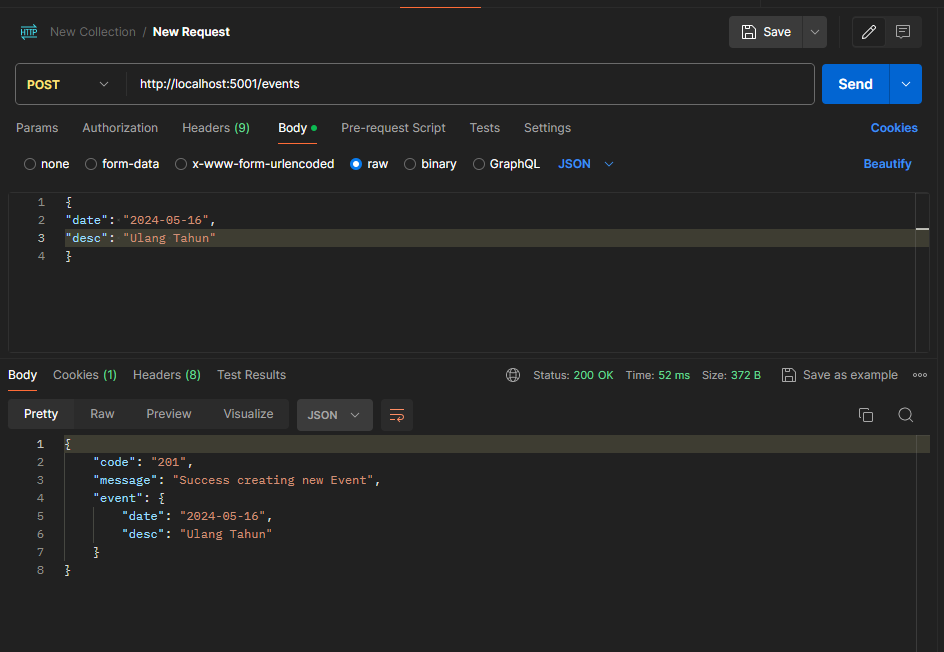 HTTP New Collection / New Request Save
POST http://localhost:5001/events Send
Params Authorization Headers (9) Body Pre-request Script Tests Settings Cookies
none form-data x-www-form-urlencoded raw binary GraphQL JSON Beautify
1 {
2 "date": "2024-05-16",
3 "desc": "Ulang Tahun"
4 }
Body Cookies (1) Headers (8) Test Results Status: 200 OK Time: 52 ms Size: 372 B Save as example
Pretty Raw Preview Visualize JSON
1 {
2 "code": "201",
3 "message": "Success creating new Event",
4 "event": {
5 "date": "2024-05-16",
6 "desc": "Ulang Tahun"
7 }
8 }